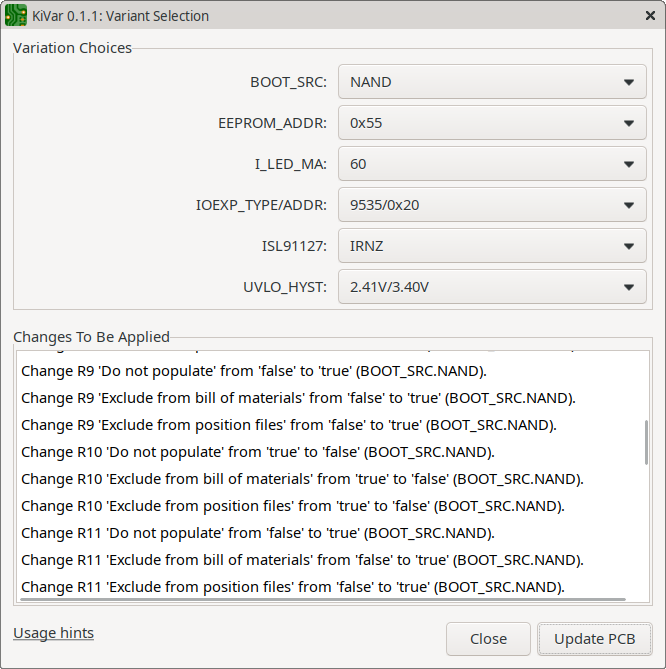 KiVar 0.1.1: Variant Selection
Variation Choices
BOOT_SRC: NAND
EEPROM_ADDR: 0x55
I_LED_MA: 60
IOEXP_TYPE/ADDR: 9535/0x20
ISL91127: IRNZ
UVLO_HYST: 2.41V/3.40V
Changes To Be Applied
Change R9 'Do not populate' from 'false' to 'true' (BOOT_SRC.NAND).
Change R9 'Exclude from bill of materials' from 'false' to 'true' (BOOT_SRC.NAND).
Change R9 'Exclude from position files' from 'false' to 'true' (BOOT_SRC.NAND).
Change R10 'Do not populate' from 'true' to 'false' (BOOT_SRC.NAND).
Change R10 'Exclude from bill of materials' from 'true' to 'false' (BOOT_SRC.NAND).
Change R10 'Exclude from position files' from 'true' to 'false' (BOOT_SRC.NAND).
Change R11 'Do not populate' from 'false' to 'true' (BOOT_SRC.NAND).
Change R11 'Exclude from bill of materials' from 'false' to 'true' (BOOT_SRC.NAND).
Change R11 'Exclude from position files' from 'false' to 'true' (BOOT_SRC.NAND).
Usage hints
Close Update PCB